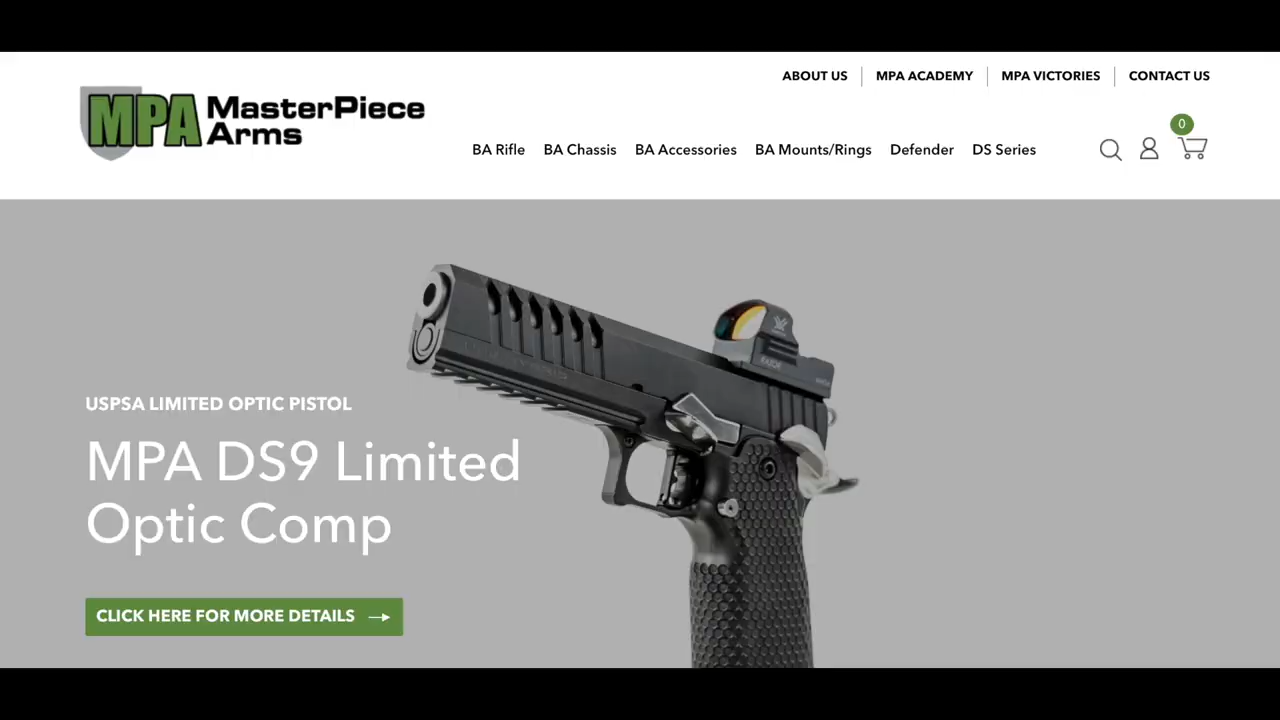 ABOUT US
MPA ACADEMY
MPA VICTORIES
CONTACT US
MPA MasterPiece
Arms
0
BA Rifle
BA Chassis
BA Accessories
BA Mounts/Rings
Defender
DS Series
USPSA LIMITED OPTIC PISTOL
MPA DS9 Limited
Optic Comp
CLICK HERE FOR MORE DETAILS